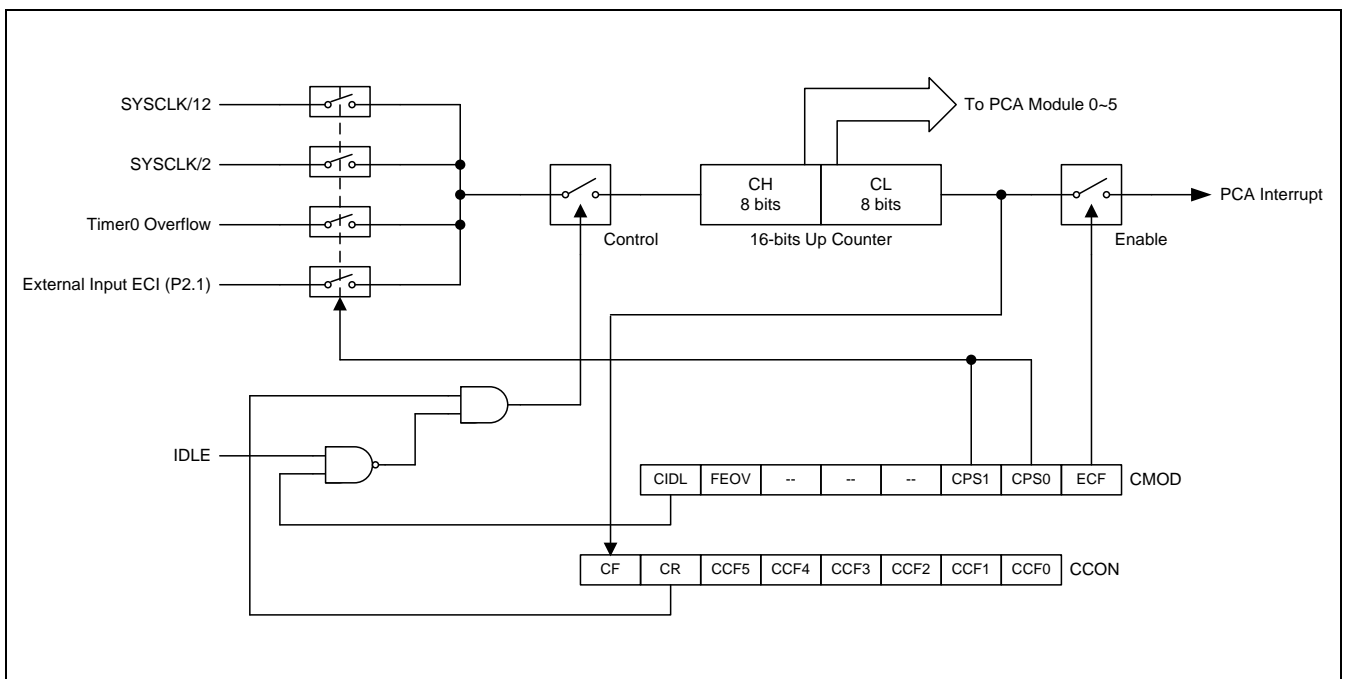 SYSCLK/12
To PCA Module 0~5
SYSCLK/2
CH
8 bits
CL
8 bits
PCA Interrupt
Timer0 Overflow
Control
16-bits Up Counter
Enable
External Input ECI (P2.1)
IDLE
CIDL FEOV -- -- -- CPS1 CPS0 ECF CMOD
CF CR CCF5 CCF4 CCF3 CCF2 CCF1 CCF0 CCON